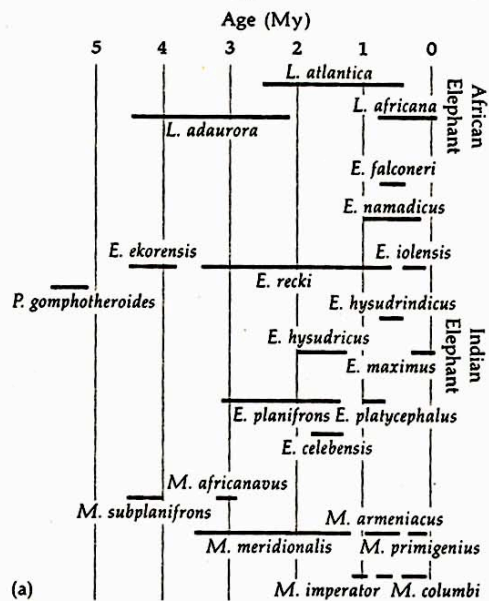 Age (My)
5 4 3 2 1 0
L. atlantica
L. africana
L. adaurora
African
Elephant
E. falconeri
E. namadicus
E. ekorensis
E. iolensis
E. recki
P. gomphotheroides
E. hysudrindicus
E. hysudricus
E. maximus
Indian
Elephant
E. planifrons E. platycephalus
E. celebensis
M. africanavus
M. subplanifrons
M. armeniacus
M. meridionalis M. primigenius
(a)
M. imperator M. columbi